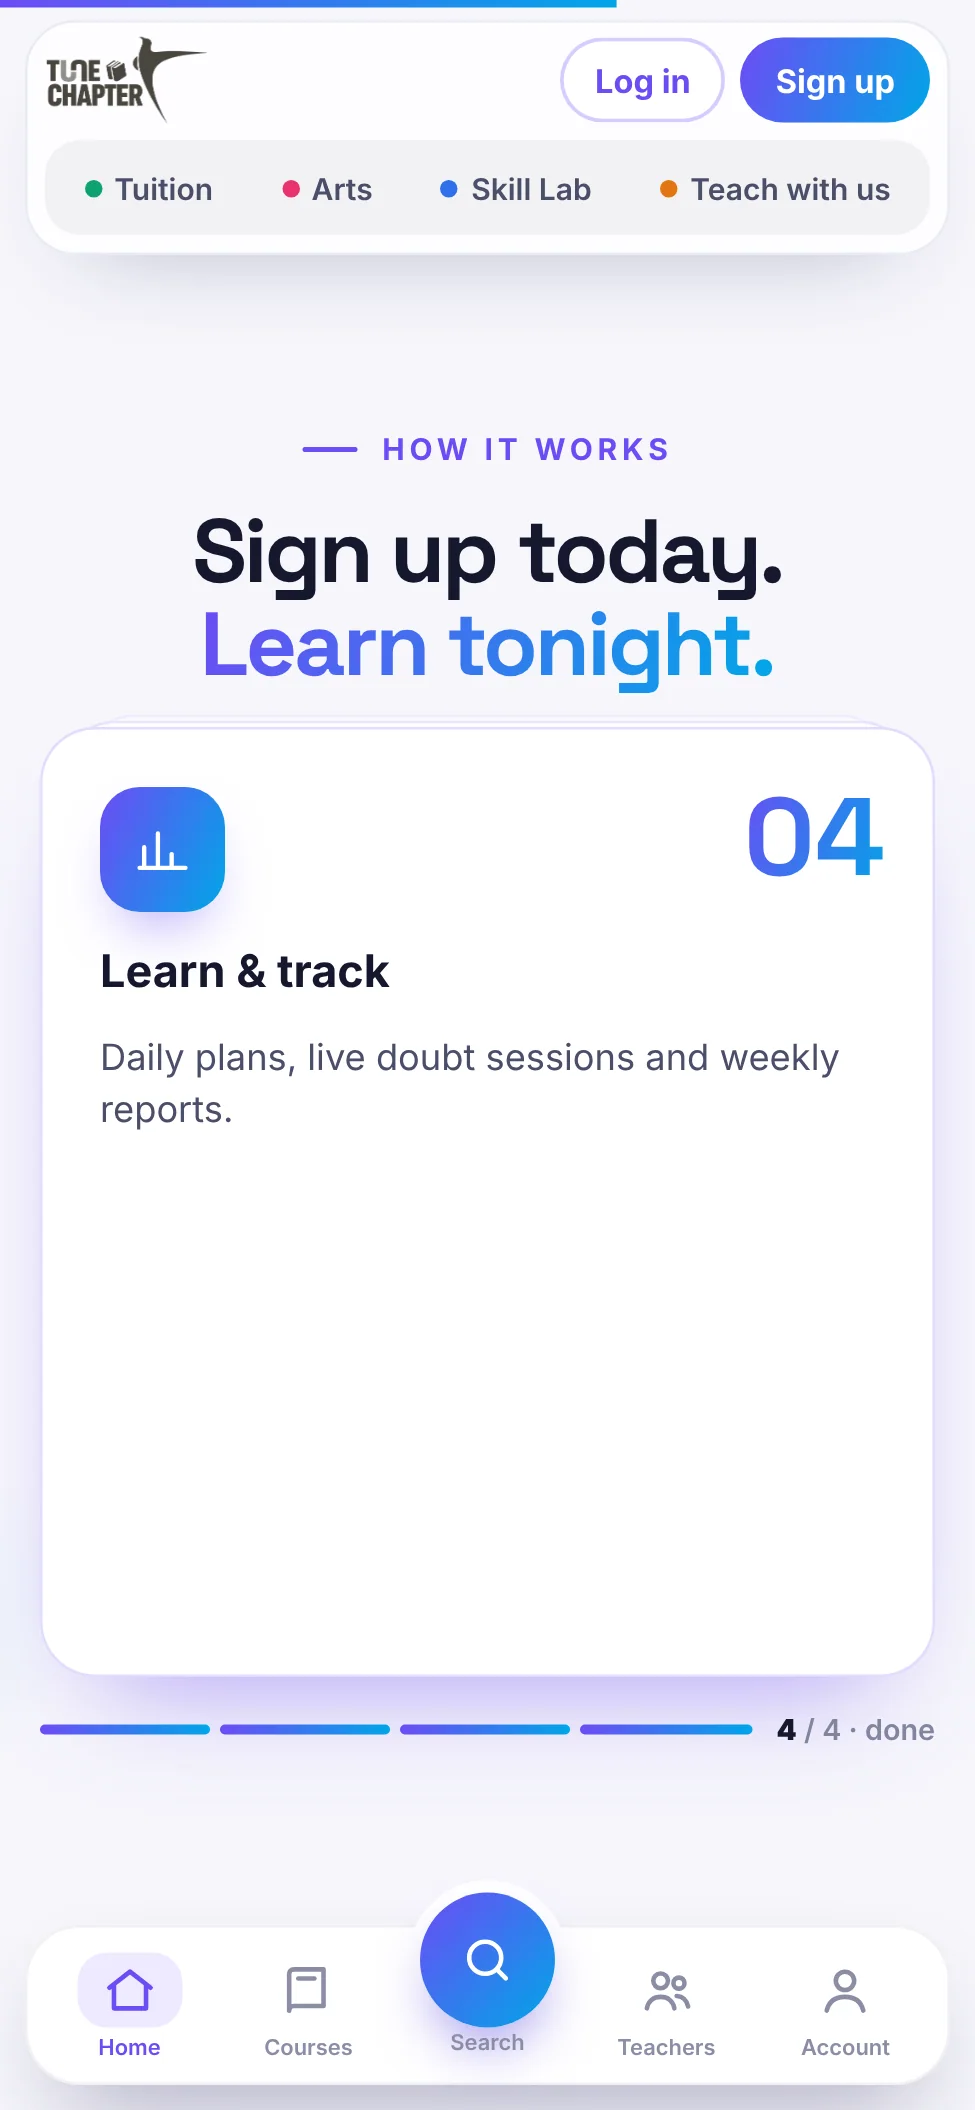 TUNE
CHAPTER
Log in
Sign up
Tuition
Arts
Skill Lab
Teach with us
HOW IT WORKS
Sign up today.
Learn tonight.
04
Learn & track
Daily plans, live doubt sessions and weekly
reports.
4 / 4 · done
Home
Courses
Search
Teachers
Account